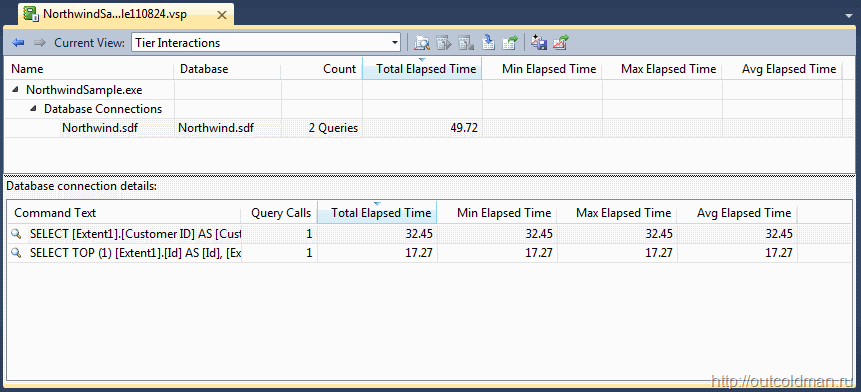 NorthwindSa...le110824.vsp
Current View: Tier Interactions
Name Database Count Total Elapsed Time Min Elapsed Time Max Elapsed Time Avg Elapsed Time
NorthwindSample.exe
Database Connections
Northwind.sdf Northwind.sdf 2 Queries 49.72
Database connection details:
Command Text Query Calls Total Elapsed Time Min Elapsed Time Max Elapsed Time Avg Elapsed Time
SELECT [Extent1].[Customer ID] AS [Cust 1 32.45 32.45 32.45 32.45
SELECT TOP (1) [Extent1].[Id] AS [Id], [Ex 1 17.27 17.27 17.27 17.27
http://outcoldman.ru